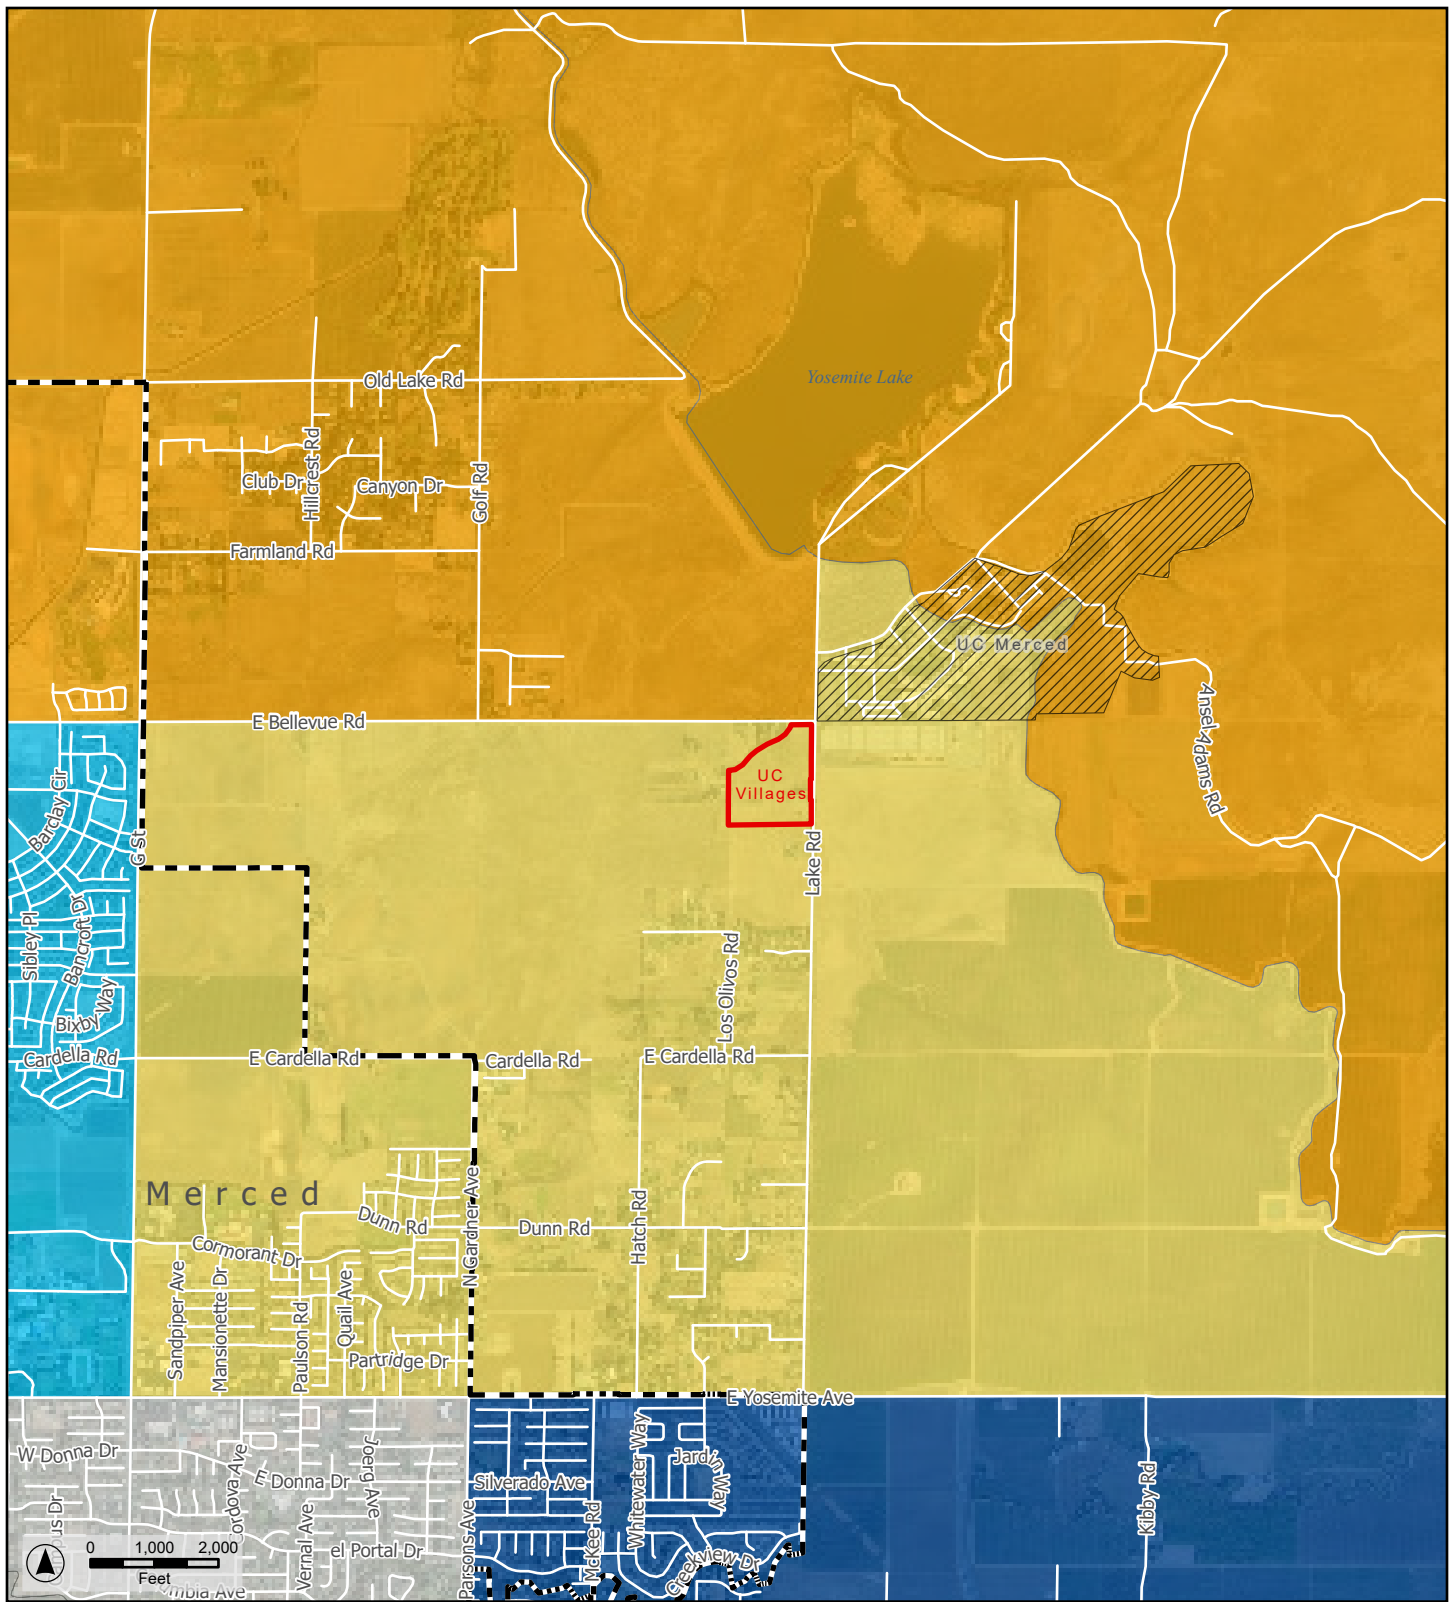 Yosemite Lake
Old Lake Rd
Hillcrest Rd
Club Dr
Canyon Dr
Golf Rd
Farmland Rd
UC Merced
Ansel Adams Rd
E Bellevue Rd
UC
Villages
Barclay Cir
G St
Lake Rd
Sibley Pl
Bancroft Dr
Los Olivos Rd
Bixby Way
Cardella Rd
E Cardella Rd
Cardella Rd
E Cardella Rd
Merced
N Gardner Ave
Hatch Rd
Dunn Rd
Dunn Rd
Cormorant Dr
Sandpiper Ave
Mansionette Dr
Paulson Rd
Quail Ave
Partridge Dr
E Yosemite Ave
W Donna Dr
Cordova Ave
E Donna Dr
Joerg Ave
Silverado Ave
Whitewater Way
Jardin Way
Kibby Rd
Vernal Ave
el Portal Dr
Parsons Ave
McKee Rd
Creekview Dr
0 1,000 2,000
Feet